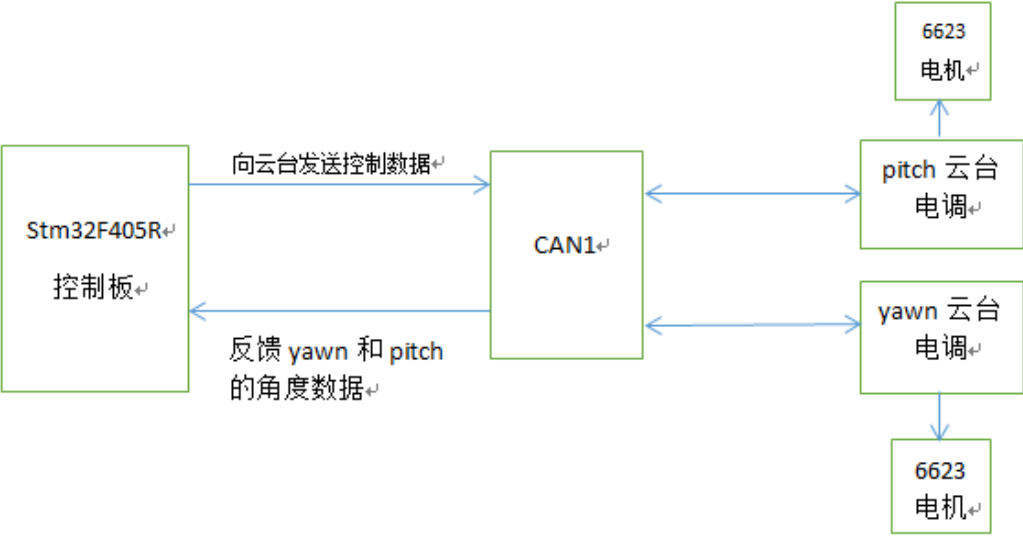 6623
电机
向云台发送控制数据
pitch 云台
电调
Stm32F405R
控制板
CAN1
yawn 云台
电调
反馈 yawn 和 pitch
的角度数据
6623
电机